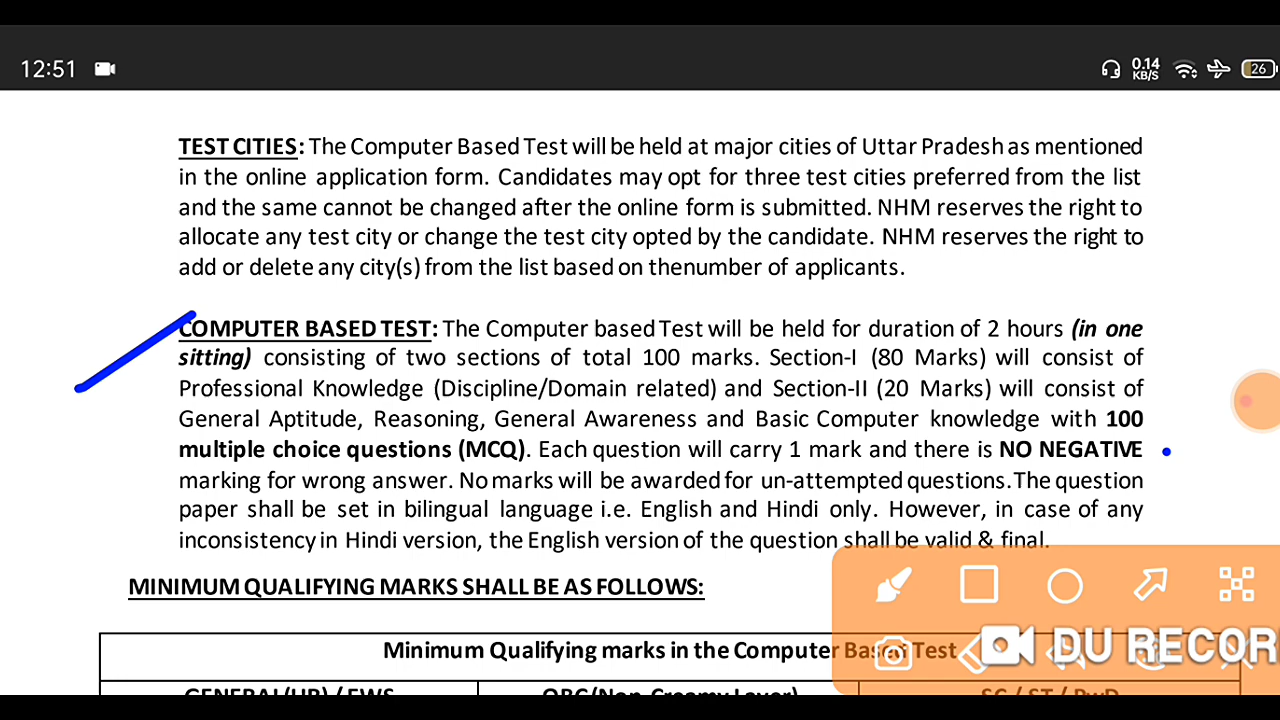 12:51
0.14
KB/S
26
TEST CITIES: The Computer Based Test will be held at major cities of Uttar Pradesh as mentioned
in the online application form. Candidates may opt for three test cities preferred from the list
and the same cannot be changed after the online form is submitted. NHM reserves the right to
allocate any test city or change the test city opted by the candidate. NHM reserves the right to
add or delete any city(s) from the list based on thenumber of applicants.
COMPUTER BASED TEST: The Computer based Test will be held for duration of 2 hours (in one
sitting) consisting of two sections of total 100 marks. Section-I (80 Marks) will consist of
Professional Knowledge (Discipline/Domain related) and Section-II (20 Marks) will consist of
General Aptitude, Reasoning, General Awareness and Basic Computer knowledge with 100
multiple choice questions (MCQ). Each question will carry 1 mark and there is NO NEGATIVE
marking for wrong answer. No marks will be awarded for un-attempted questions. The question
paper shall be set in bilingual language i.e. English and Hindi only. However, in case of any
inconsistency in Hindi version, the English version of the question shall be valid & final.
MINIMUM QUALIFYING MARKS SHALL BE AS FOLLOWS:
Minimum Qualifying marks in the Computer Based Test
DU RECOR
GENERAL(UR) / EWS OBC(Non-Creamy Layer) SC / ST / PwD